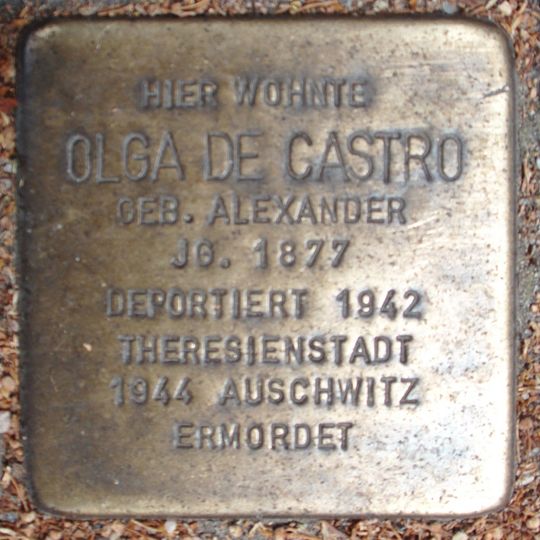 HIER WOHNTE
OLGA DE CASTRO
GEB. ALEXANDER
JG. 1877
DEPORTIERT 1942
THERESIENSTADT
1944 AUSCHWITZ
ERMORDET